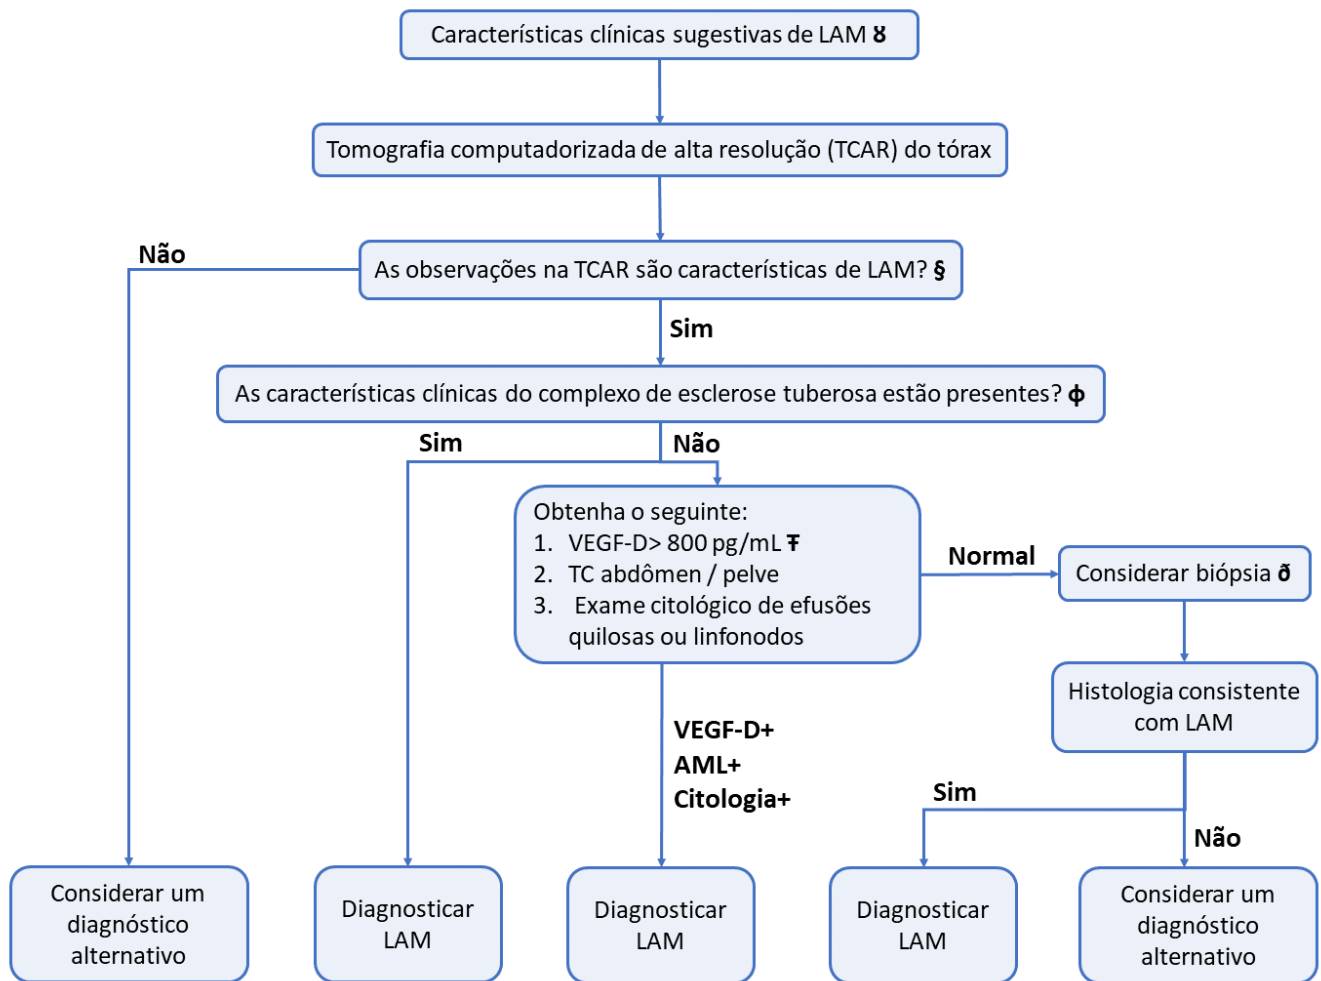 Características clínicas sugestivas de LAM Ȣ
Tomografia computadorizada de alta resolução (TCAR) do tórax
Não
As observações na TCAR são características de LAM? §
Sim
As características clínicas do complexo de esclerose tuberosa estão presentes? ф
Sim
Não
Obtenha o seguinte:
1. VEGF-D> 800 pg/mL Ŧ
2. TC abdômen / pelve
3. Exame citológico de efusões
quilosas ou linfonodos
Normal
Considerar biópsia ð
Histologia consistente
com LAM
VEGF-D+
AML+
Citologia+
Sim
Não
Considerar um
diagnóstico
alternativo
Diagnosticar
LAM
Diagnosticar
LAM
Diagnosticar
LAM
Considerar um
diagnóstico
alternativo